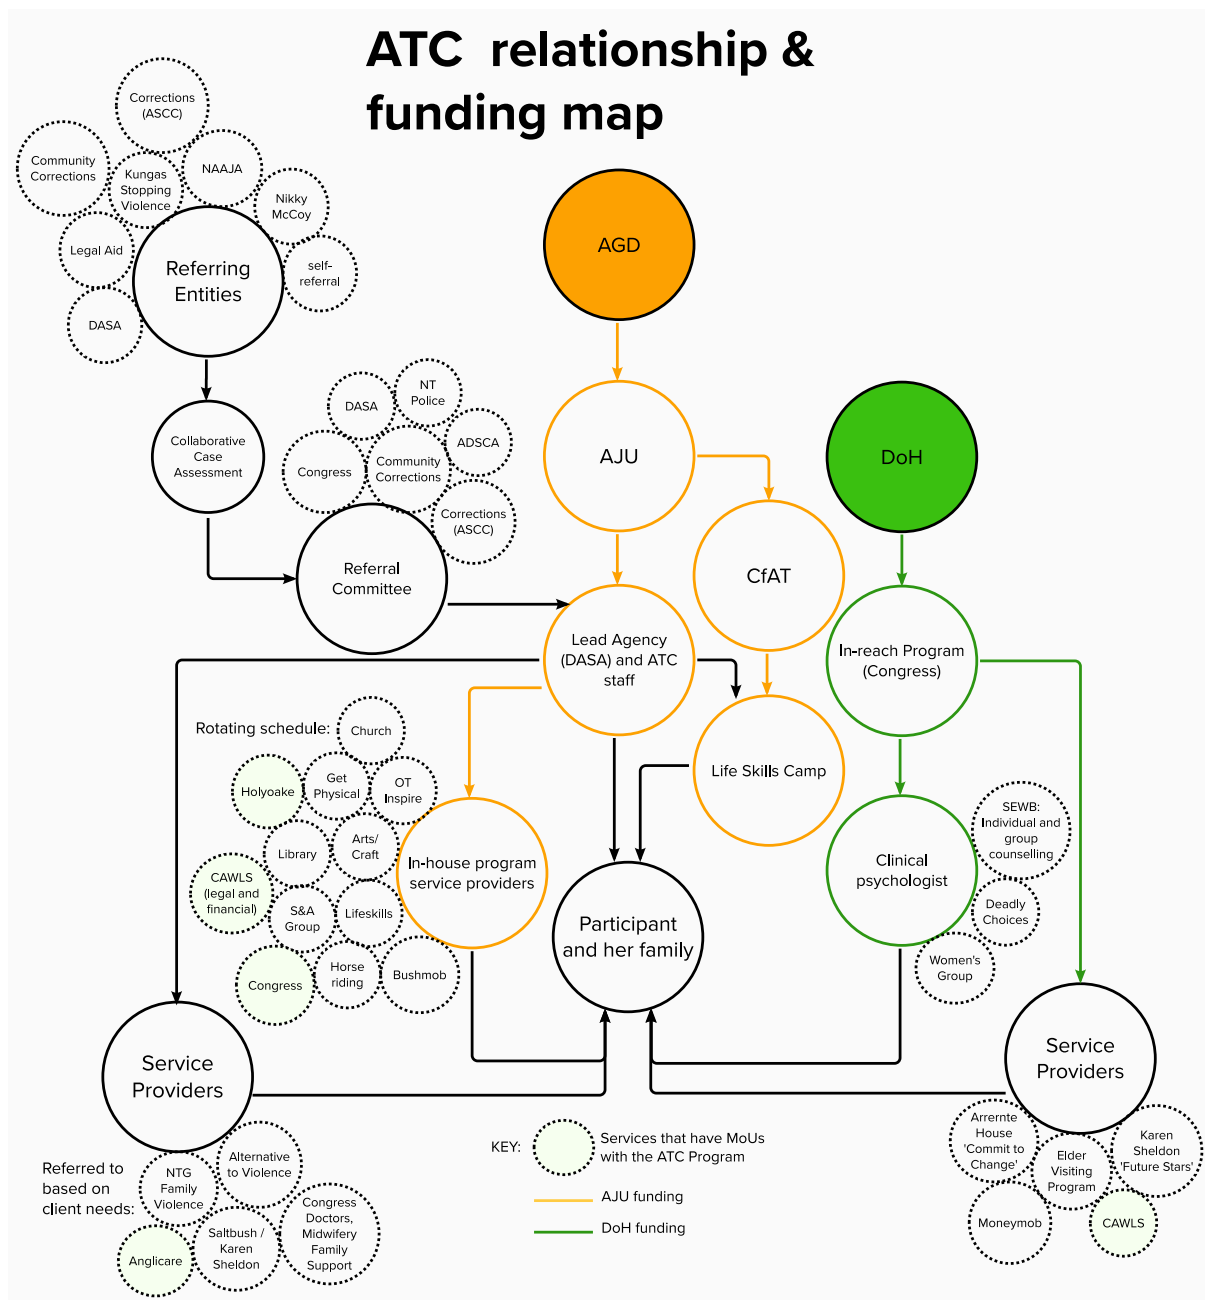 ATC relationship &
funding map
Corrections
(ASCC)
Community
Corrections
Kungas
Stopping
Violence
NAAJA
Nikky
McCoy
Legal Aid
self-
referral
DASA
Referring
Entities
AGD
Collaborative
Case
Assessment
DASA
NT
Police
Congress
Community
Corrections
ADSCA
Corrections
(ASCC)
Referral
Committee
AJU
DoH
CfAT
Lead Agency
(DASA) and ATC
staff
In-reach Program
(Congress)
Life Skills Camp
Rotating schedule:
Church
Holyoake
Get
Physical
OT
Inspire
Library
Arts/
Craft
CAWLS
(legal and
financial)
S&A
Group
Lifeskills
Congress
Horse
riding
Bushmob
In-house program
service providers
Participant
and her family
Clinical
psychologist
SEWB:
Individual and
group
counselling
Deadly
Choices
Women's
Group
Service
Providers
Service
Providers
Referred to
based on
client needs:
NTG
Family
Violence
Alternative
to Violence
Anglicare
Saltbush /
Karen
Sheldon
Congress
Doctors,
Midwifery
Family
Support
KEY:
Services that have MoUs
with the ATC Program
AJU funding
DoH funding
Arrernte
House
'Commit to
Change'
Elder
Visiting
Program
Karen
Sheldon
'Future Stars'
Moneymob
CAWLS